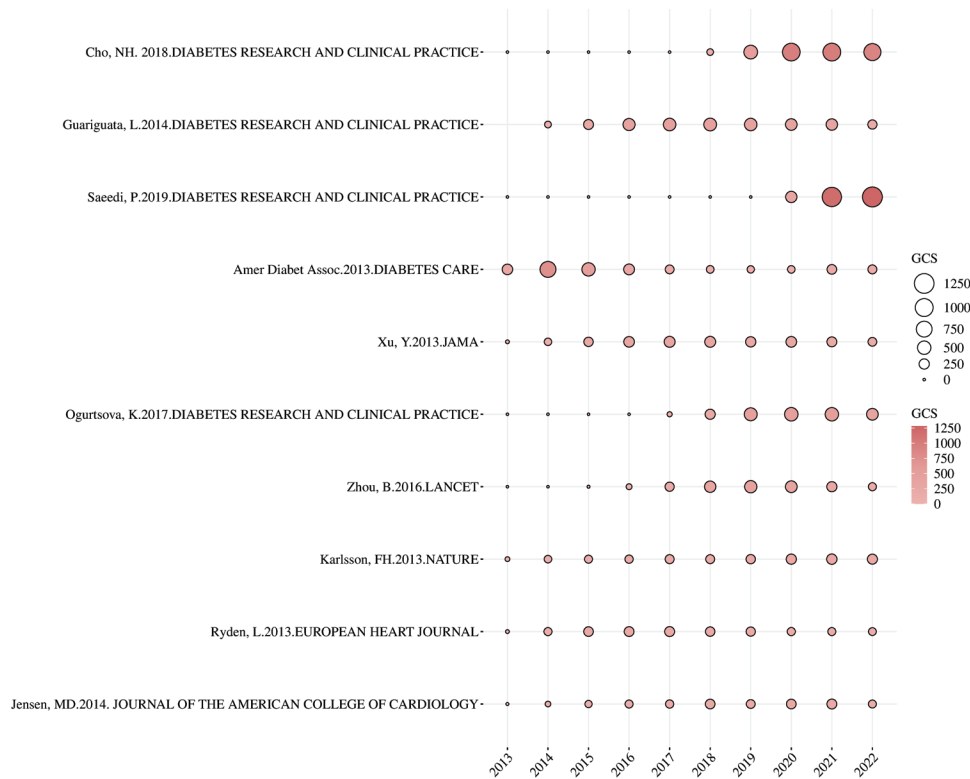 Cho, NH. 2018.DIABETES RESEARCH AND CLINICAL PRACTICE
Guariguata, L.2014.DIABETES RESEARCH AND CLINICAL PRACTICE
Saeedi, P.2019.DIABETES RESEARCH AND CLINICAL PRACTICE
Amer Diabet Assoc.2013.DIABETES CARE
Xu, Y.2013.JAMA
Ogurtsova, K.2017.DIABETES RESEARCH AND CLINICAL PRACTICE
Zhou, B.2016.LANCET
Karlsson, FH.2013.NATURE
Ryden, L.2013.EUROPEAN HEART JOURNAL
Jensen, MD.2014. JOURNAL OF THE AMERICAN COLLEGE OF CARDIOLOGY
2013
2014
2015
2016
2017
2018
2019
2020
2021
2022
GCS
1250
1000
750
500
250
0
GCS
1250
1000
750
500
250
0